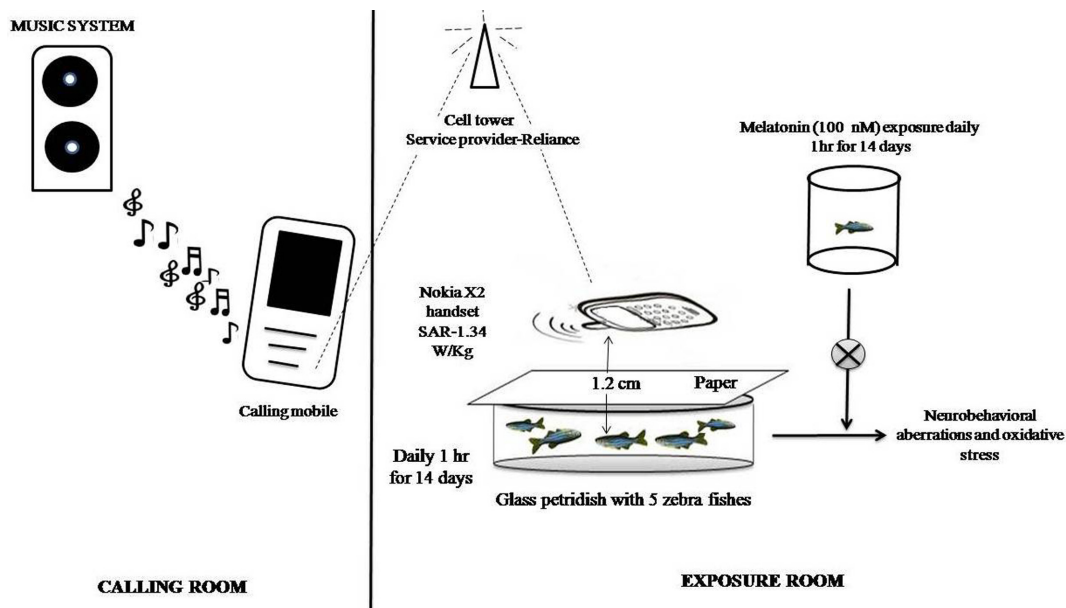 MUSIC SYSTEM
Calling mobile
CALLING ROOM
Cell tower
Service provider-Reliance
Melatonin (100 nM) exposure daily
1hr for 14 days
Nokia X2
handset
SAR-1.34
W/Kg
1.2 cm
Paper
Daily 1 hr
for 14 days
Glass petridish with 5 zebra fishes
Neurobehavioral
aberrations and oxidative
stress
EXPOSURE ROOM